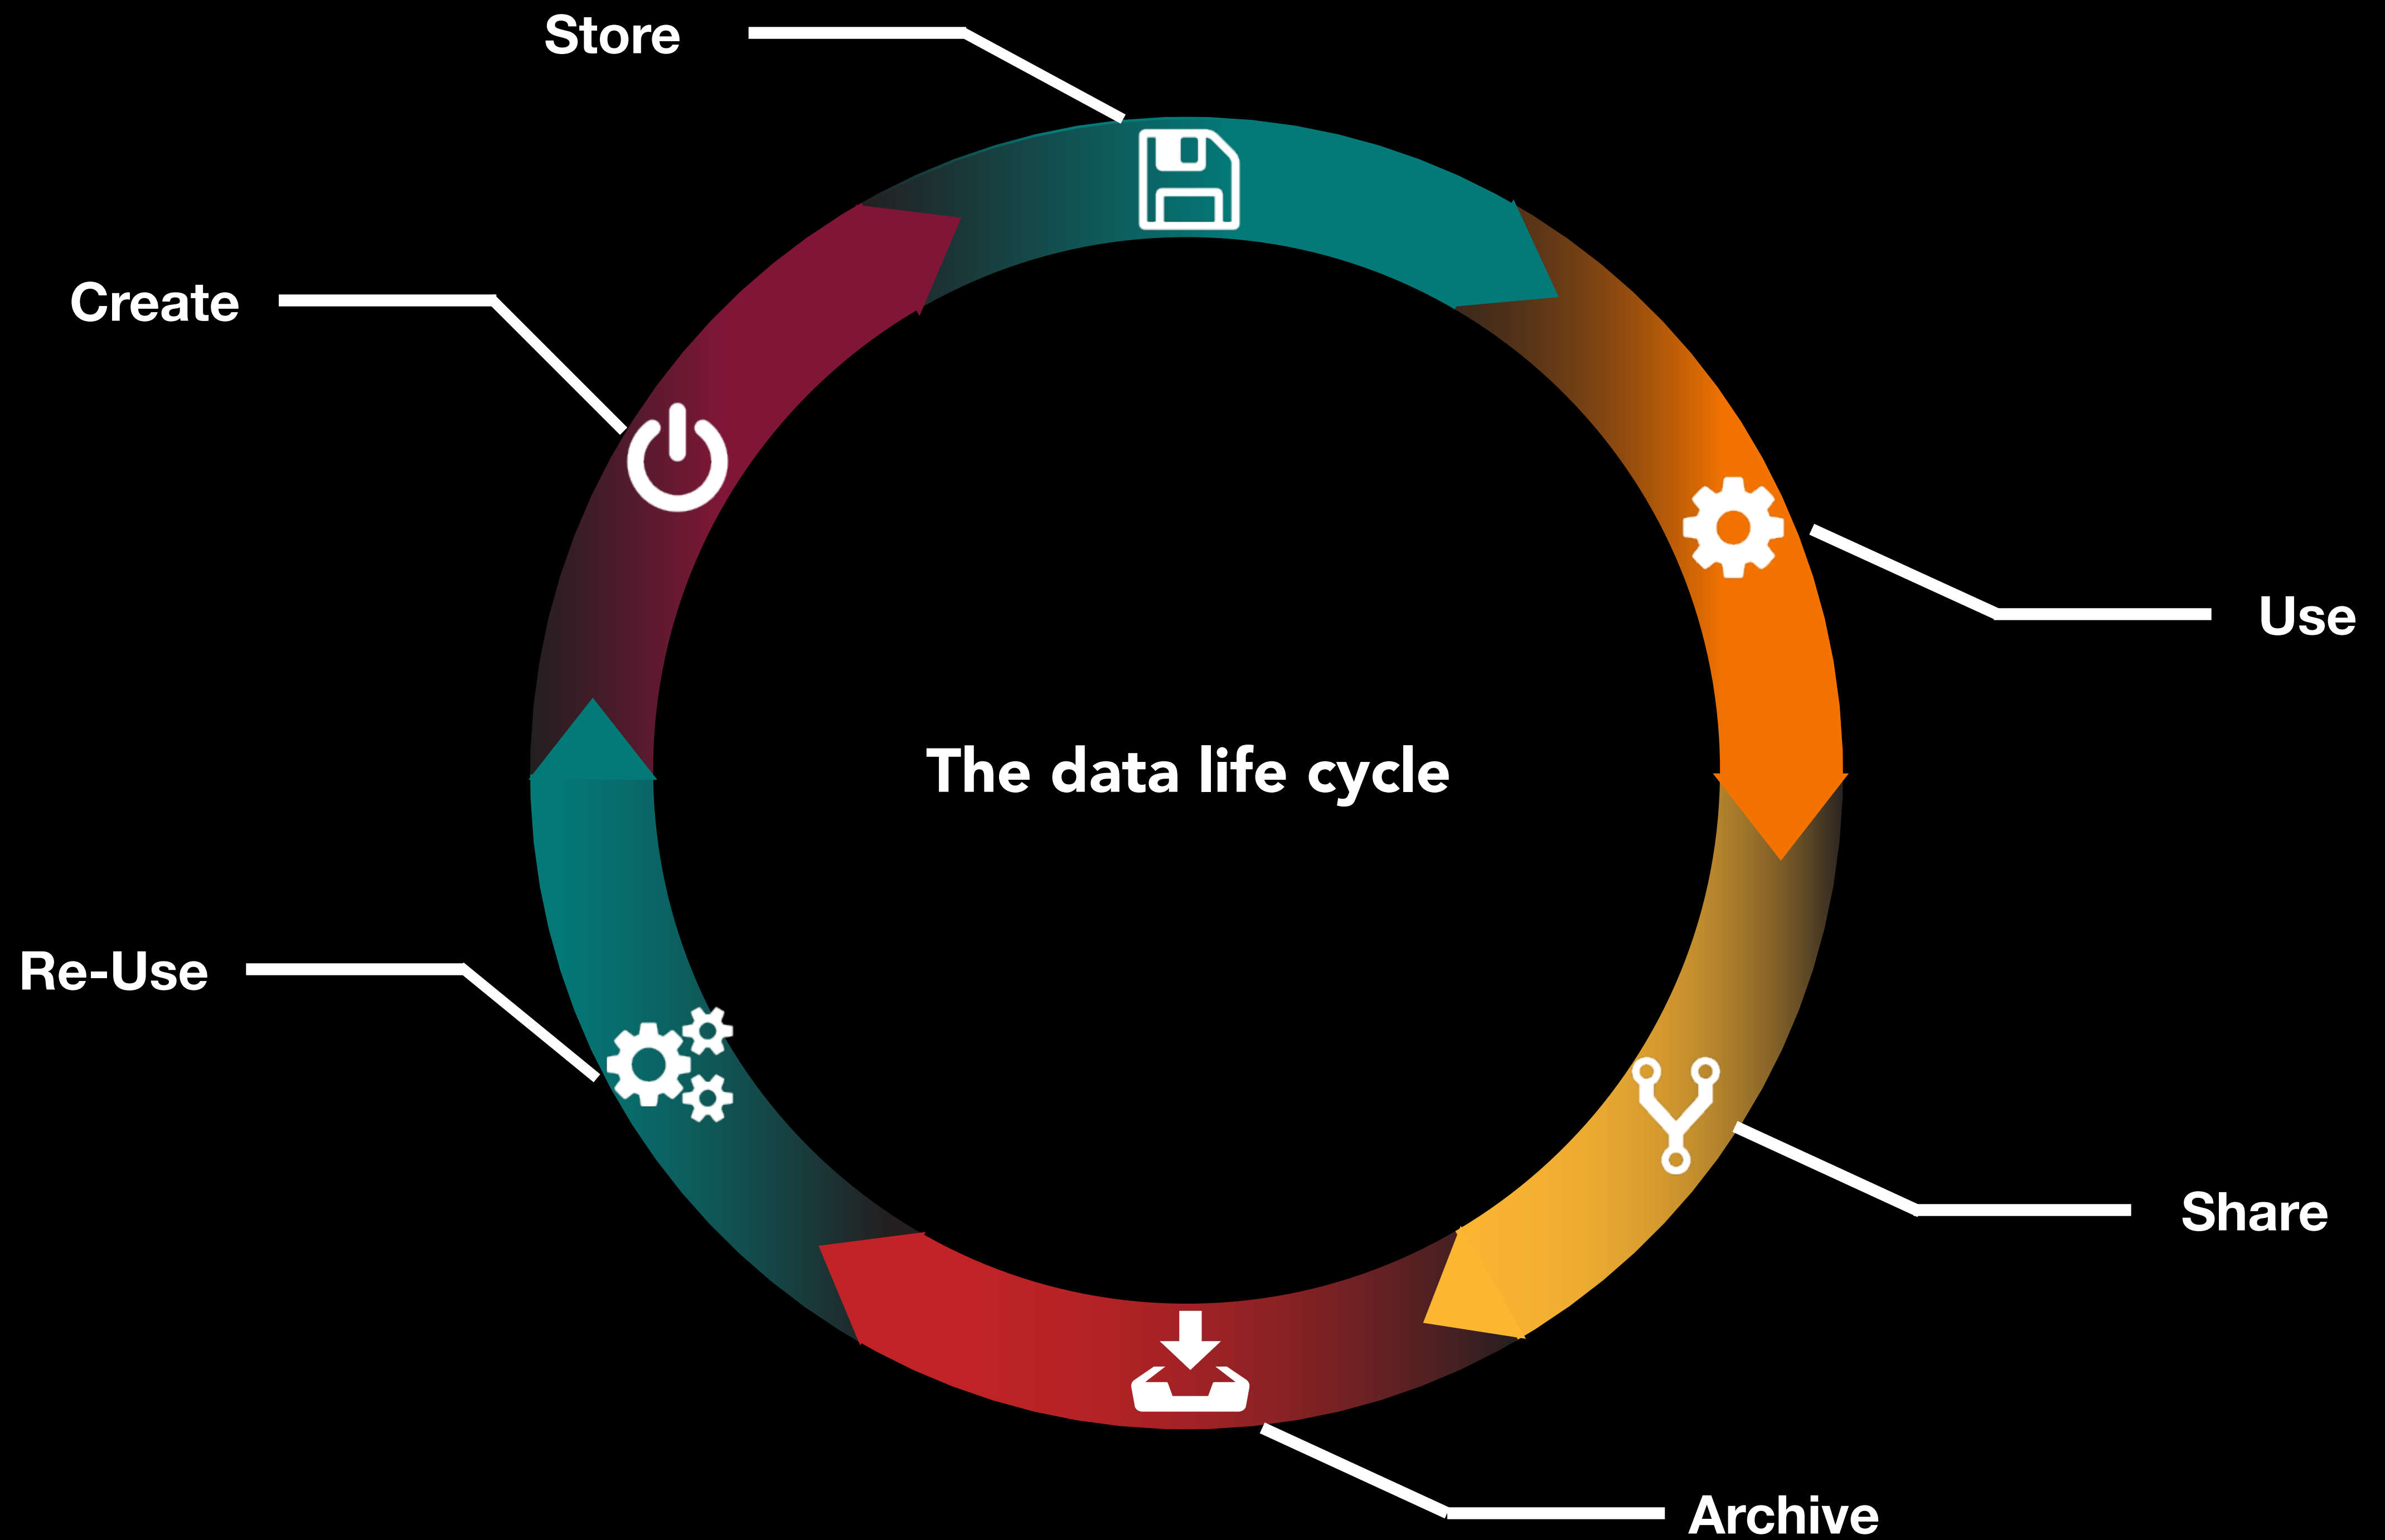 Store
Create
Use
The data life cycle
Re-Use
Share
Archive